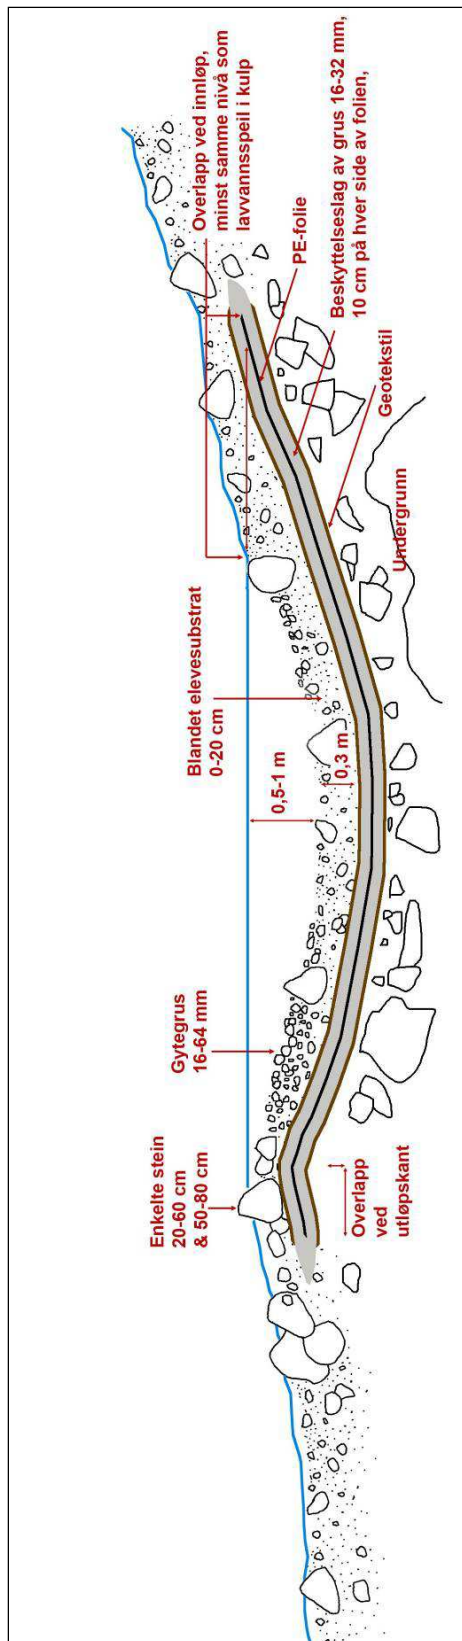 Enkelte stein
20-60 cm
& 50-80 cm
Gytegrus
16-64 mm
Blandet elevesubstrat
0-20 cm
Overlapp ved innløp,
minst samme nivå som
lavvannsspeil i kulp
0,5-1 m
0,3 m
PE-folie
Beskyttelseslag av grus 16-32 mm,
10 cm på hver side av folien,
Geotekstil
Undergrunn
Overlapp
ved
utløpskant